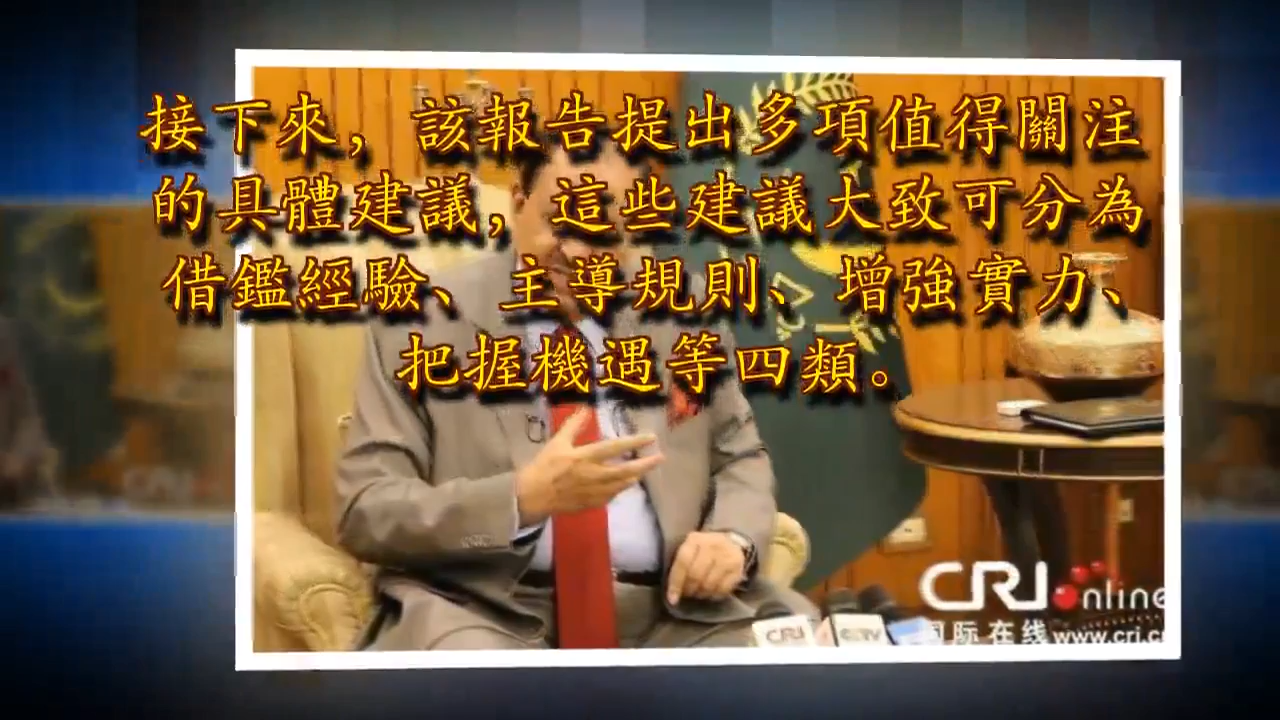 接下來，該報告提出多項值得關注
的具體建議，這些建議大致可分為
借鑑經驗、主導規則、增強實力、
把握機遇等四類。
CRI online
国际在线 www.cri.c
CRI
CCTV